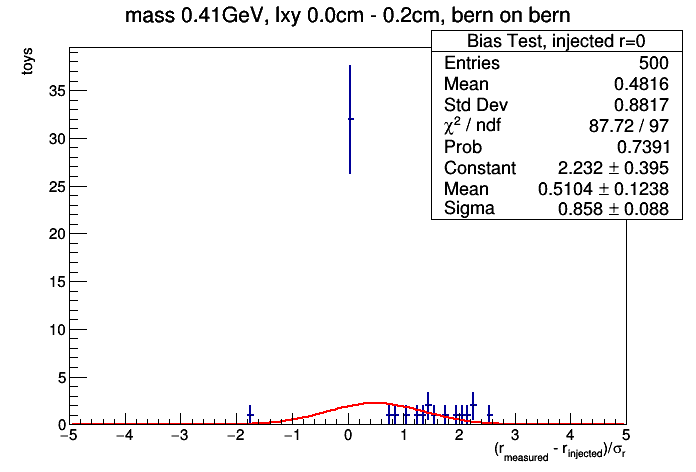 mass 0.41GeV, lxy 0.0cm - 0.2cm, bern on bern
Bias Test, injected r=0
Entries 500
Mean 0.4816
Std Dev 0.8817
χ² / ndf 87.72 / 97
Prob 0.7391
Constant 2.232 ± 0.395
Mean 0.5104 ± 0.1238
Sigma 0.858 ± 0.088
toys
35
30
25
20
15
10
5
0
−5 −4 −3 −2 −1 0 1 2 3 4 5
(r_measured - r_injected)/σ_r